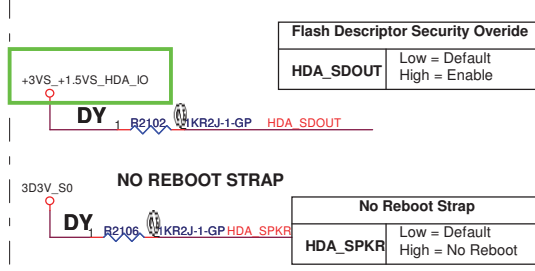 Flash Descriptor Security Overide
HDA_SDOUT
Low = Default
High = Enable
+3VS_+1.5VS_HDA_IO
DY
1
R2102
1KR2J-1-GP
HDA_SDOUT
NO REBOOT STRAP
3D3V_S0
DY
1
R2106
1KR2J-1-GP
HDA_SPKR
No Reboot Strap
HDA_SPKR
Low = Default
High = No Reboot